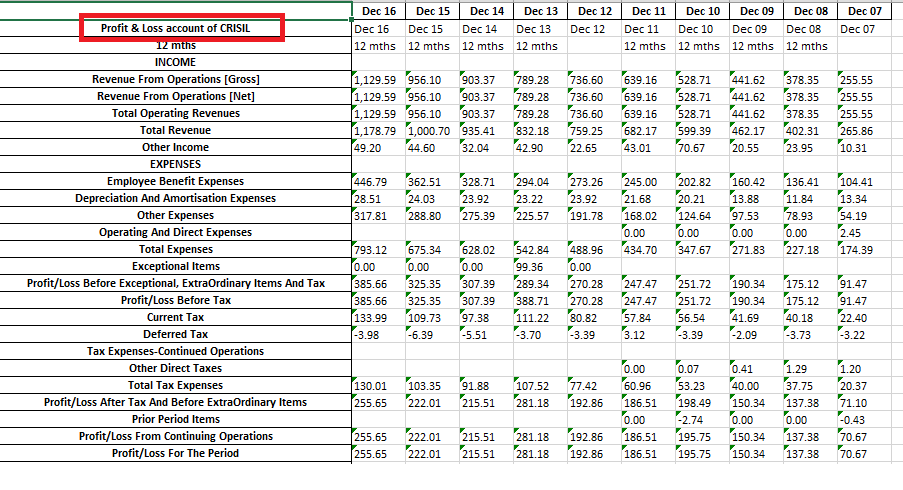 Dec 16 Dec 15 Dec 14 Dec 13 Dec 12 Dec 11 Dec 10 Dec 09 Dec 08 Dec 07
Profit & Loss account of CRISIL Dec 16 Dec 15 Dec 14 Dec 13 Dec 12 Dec 11 Dec 10 Dec 09 Dec 08 Dec 07
12 mths 12 mths 12 mths 12 mths 12 mths 12 mths 12 mths 12 mths 12 mths
INCOME
Revenue From Operations [Gross] 1,129.59 956.10 903.37 789.28 736.60 639.16 528.71 441.62 378.35 255.55
Revenue From Operations [Net] 1,129.59 956.10 903.37 789.28 736.60 639.16 528.71 441.62 378.35 255.55
Total Operating Revenues 1,129.59 956.10 903.37 789.28 736.60 639.16 528.71 441.62 378.35 255.55
Total Revenue 1,178.79 1,000.70 935.41 832.18 759.25 682.17 599.39 462.17 402.31 265.86
Other Income 49.20 44.60 32.04 42.90 22.65 43.01 70.67 20.55 23.95 10.31
EXPENSES
Employee Benefit Expenses 446.79 362.51 328.71 294.04 273.26 245.00 202.82 160.42 136.41 104.41
Depreciation And Amortisation Expenses 28.51 24.03 23.92 23.22 23.92 21.68 20.21 13.88 11.84 13.34
Other Expenses 317.81 288.80 275.39 225.57 191.78 168.02 124.64 97.53 78.93 54.19
Operating And Direct Expenses 0.00 0.00 0.00 0.00 2.45
Total Expenses 793.12 675.34 628.02 542.84 488.96 434.70 347.67 271.83 227.18 174.39
Exceptional Items 0.00 0.00 0.00 99.36 0.00
Profit/Loss Before Exceptional, ExtraOrdinary Items And Tax 385.66 325.35 307.39 289.34 270.28 247.47 251.72 190.34 175.12 91.47
Profit/Loss Before Tax 385.66 325.35 307.39 388.71 270.28 247.47 251.72 190.34 175.12 91.47
Current Tax 133.99 109.73 97.38 111.22 80.82 57.84 56.54 41.69 40.18 22.40
Deferred Tax -3.98 -6.39 -5.51 -3.70 -3.39 3.12 -3.39 -2.09 -3.73 -3.22
Tax Expenses-Continued Operations
Other Direct Taxes 0.00 0.07 0.41 1.29 1.20
Total Tax Expenses 130.01 103.35 91.88 107.52 77.42 60.96 53.23 40.00 37.75 20.37
Profit/Loss After Tax And Before ExtraOrdinary Items 255.65 222.01 215.51 281.18 192.86 186.51 198.49 150.34 137.38 71.10
Prior Period Items 0.00 -2.74 0.00 0.00 -0.43
Profit/Loss From Continuing Operations 255.65 222.01 215.51 281.18 192.86 186.51 195.75 150.34 137.38 70.67
Profit/Loss For The Period 255.65 222.01 215.51 281.18 192.86 186.51 195.75 150.34 137.38 70.67